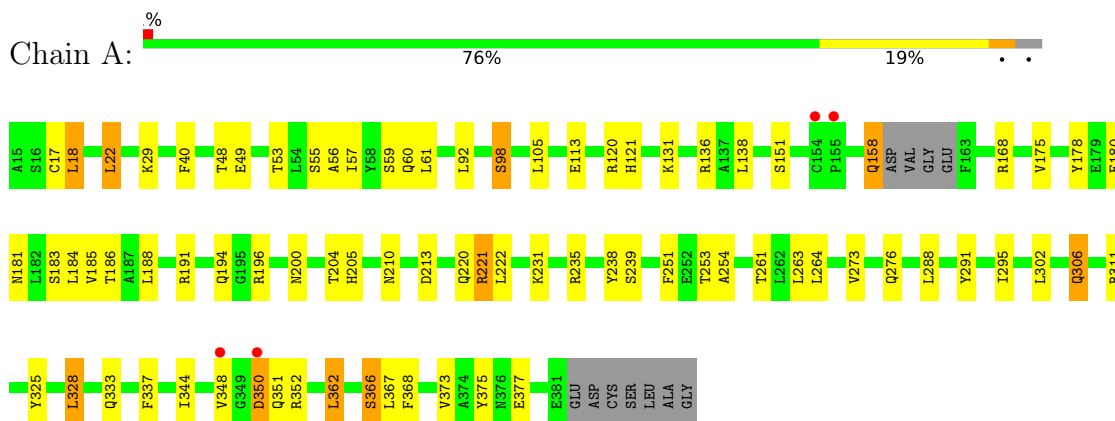 .%
Chain A:
76% 19% • •
A15 S16 C17 L18 L22 K29 F40 T48 E49 T53 L54 S55 A56 I57 Y58 S59 Q60 L61 L92 S98 L105 E113 R120 H121 K131 R136 A137 L138 S151 C154 P155 Q158 ASP VAL GLY GLU F163 R168 V175 Y178 E179 E180
N181 L182 S183 L184 V185 T186 A187 L188 R191 Q194 G195 R196 N200 T204 H205 N210 D213 Q220 R221 L222 K231 R235 Y238 S239 F251 E252 T253 A254 T261 L262 L263 L264 V273 Q276 L288 Y291 I295 L302 Q306
Y325 L328 Q333 F337 I344 V348 G349 D350 Q351 R352 L362 S366 L367 F368 V373 A374 Y375 N376 E377 E381 GLU ASP CYS SER LEU ALA GLY